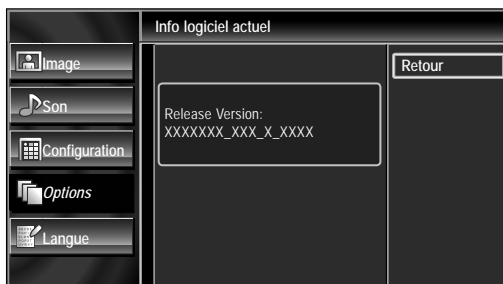 Info logiciel actuel
Image
Son
Configuration
Options
Langue
Release Version:
XXXXXXX_XXX_X_XXXX
Retour